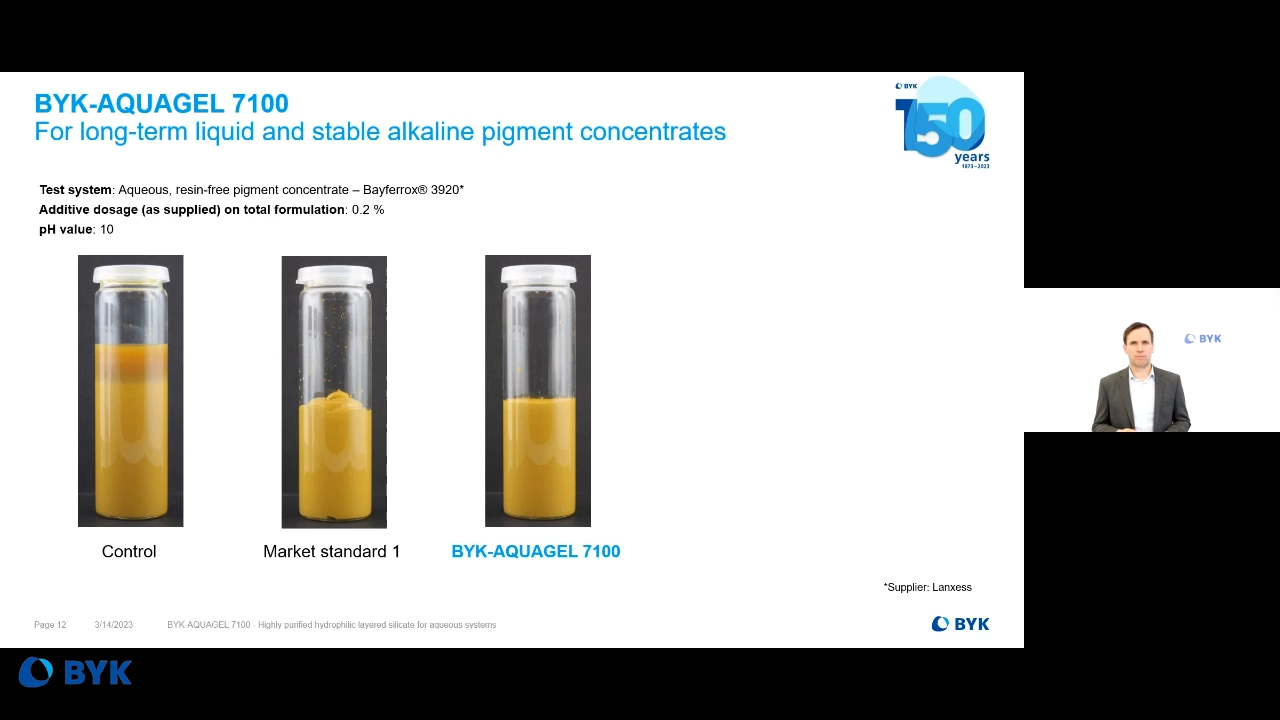 BYK-AQUAGEL 7100
For long-term liquid and stable alkaline pigment concentrates
BYK
150
years
1873–2023
Test system: Aqueous, resin-free pigment concentrate – Bayferrox® 3920*
Additive dosage (as supplied) on total formulation: 0.2 %
pH value: 10
BYK
Control
Market standard 1
BYK-AQUAGEL 7100
*Supplier: Lanxess
Page 12
3/14/2023
BYK-AQUAGEL 7100 - Highly purified hydrophilic layered silicate for aqueous systems
BYK
BYK